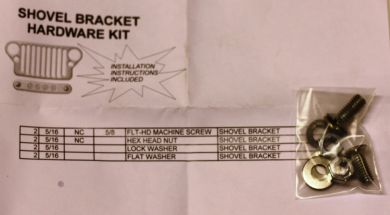 SHOVEL BRACKET
HARDWARE KIT
INSTALLATION
INSTRUCTIONS
INCLUDED
2 5/16 NC 5/8 FLT-HD MACHINE SCREW SHOVEL BRACKET
2 5/16 NC HEX HEAD NUT SHOVEL BRACKET
2 5/16 LOCK WASHER SHOVEL BRACKET
2 5/16 FLAT WASHER SHOVEL BRACKET